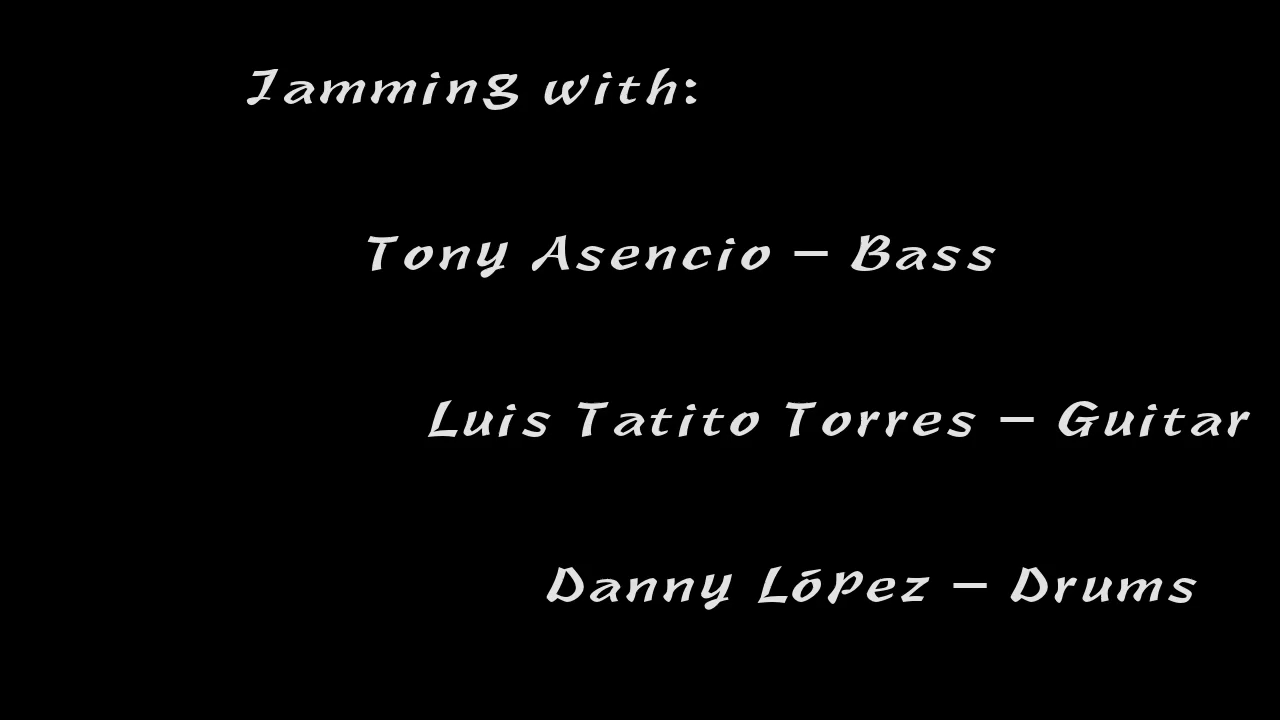 Jamming with:
Tony Asencio – Bass
Luis Tatito Torres – Guitar
Danny López – Drums